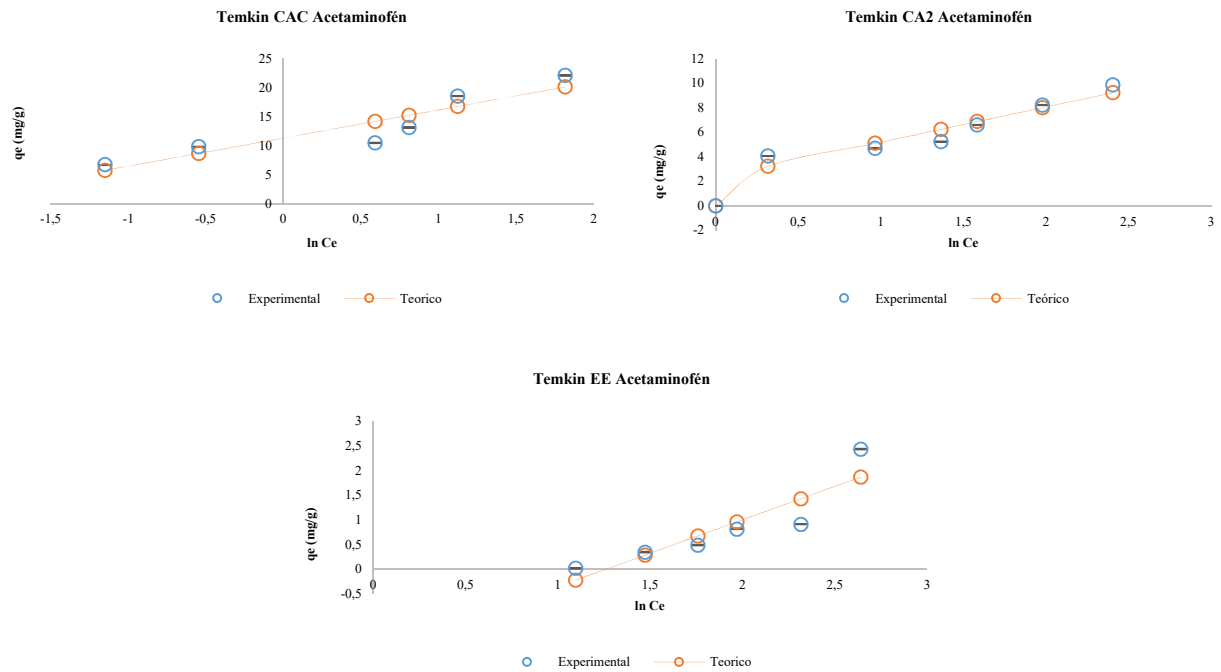 Temkin CAC Acetaminofén
25
20
15
10
5
0
qe (mg/g)
-1,5
-1
-0,5
0
0,5
1
1,5
2
ln Ce
Experimental
Teorico
Temkin CA2 Acetaminofén
12
10
8
6
4
2
0
-2
qe (mg/g)
0
0,5
1
1,5
2
2,5
3
ln Ce
Experimental
Teórico
Temkin EE Acetaminofén
3
2,5
2
1,5
1
0,5
0
-0,5
qe (mg/g)
0
0,5
1
1,5
2
2,5
3
ln Ce
Experimental
Teorico